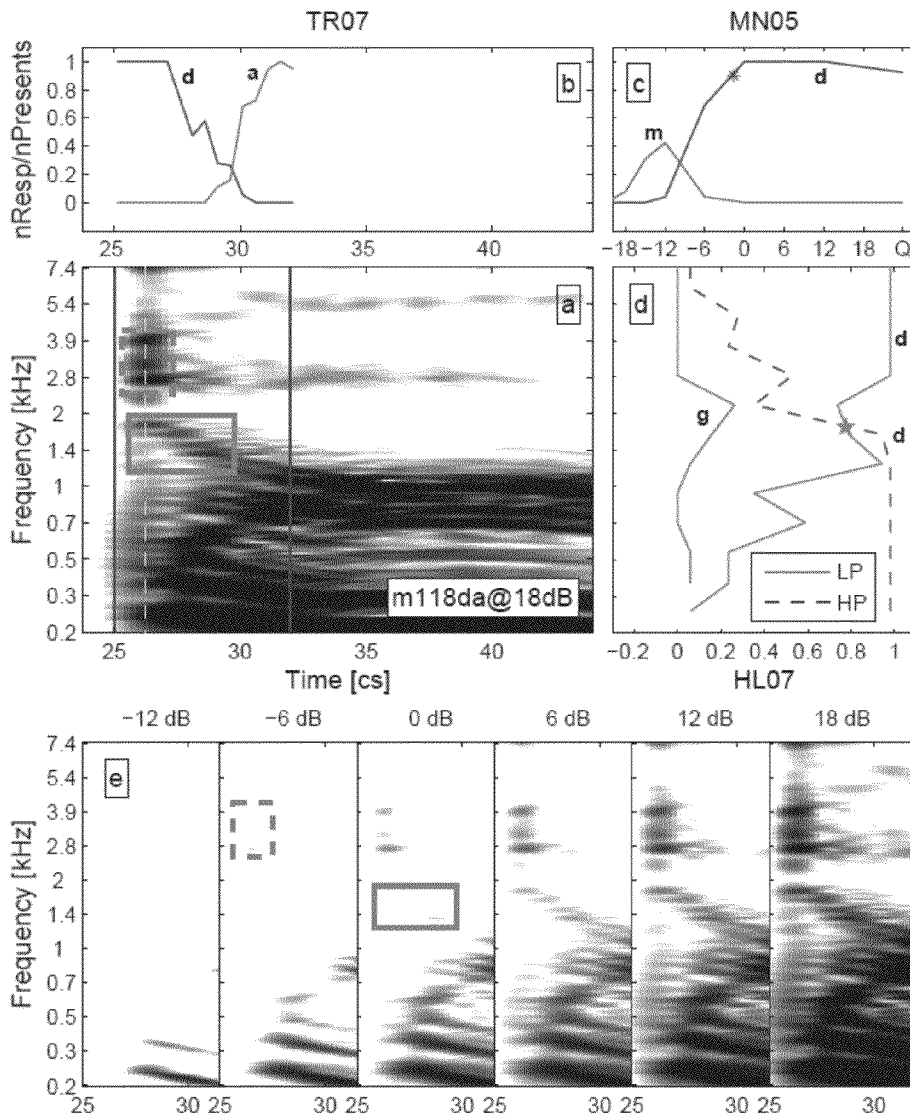 TR07 MN05
nResp/nPresents
1
0.8
0.6
0.4
0.2
0
d
a
b
25 30 35 40
c
m
d
−18 −12 −6 0 6 12 Q
Frequency [kHz]
7.4
5.4
3.9
2.8
2
1.4
1
0.7
0.5
0.3
0.2
a
m118da@18dB
25 30 35 40
Time [cs]
d
d
g
d
LP
HP
−0.2 0 0.2 0.4 0.6 0.8 1
HL07
−12 dB −6 dB 0 dB 6 dB 12 dB 18 dB
Frequency [kHz]
7.4
5.4
3.9
2.8
2
1.4
1
0.7
0.5
0.3
0.2
e
25 30 25 30 25 30 25 30 25 30 25 30